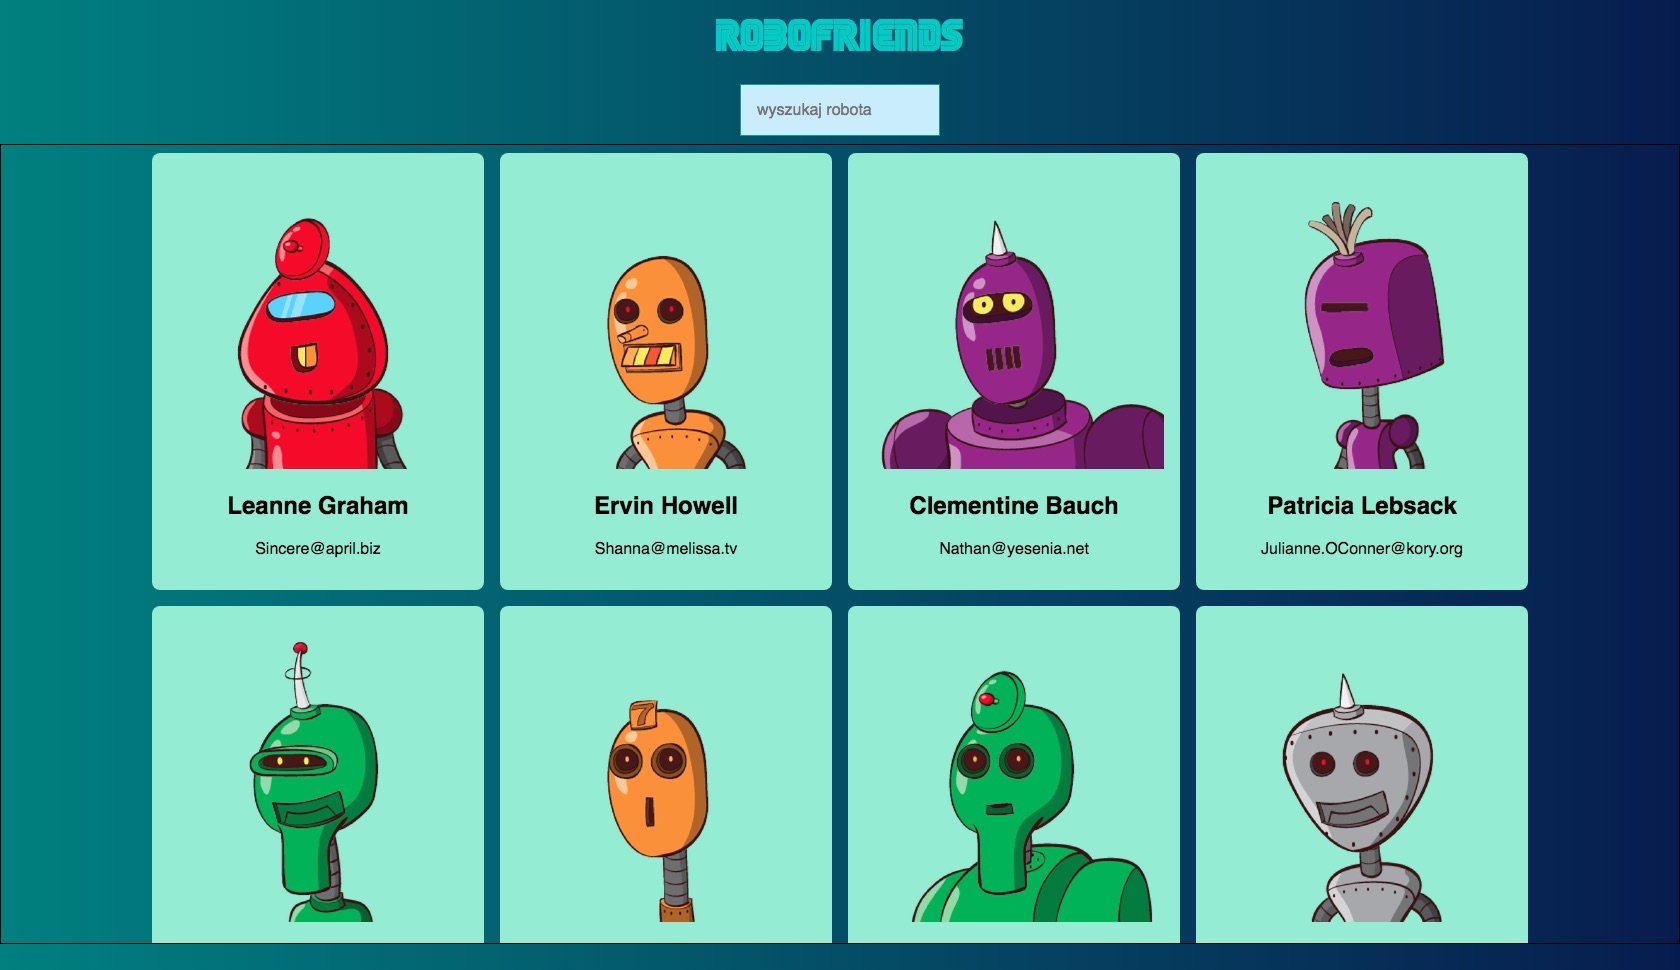 ROBOFRIENDS
wyszukaj robota
Leanne Graham
Sincere@april.biz
Ervin Howell
Shanna@melissa.tv
Clementine Bauch
Nathan@yesenia.net
Patricia Lebsack
Julianne.OConner@kory.org
7